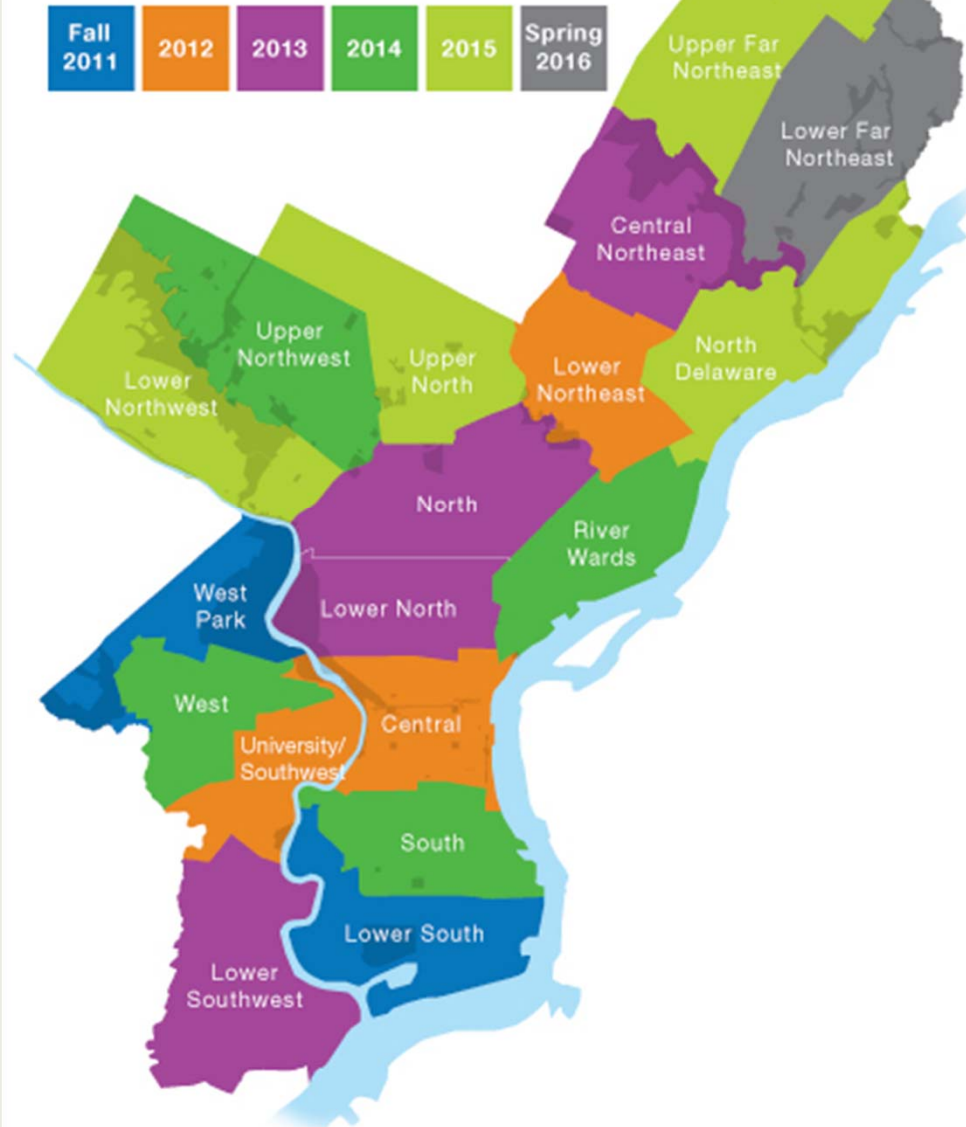 Fall
2011
2012
2013
2014
2015
Spring
2016
Upper Far
Northeast
Lower Far
Northeast
Central
Northeast
Upper
Northwest
Lower
Northwest
Upper
North
Lower
Northeast
North
Delaware
North
River
Wards
West
Park
Lower North
West
Central
University/
Southwest
South
Lower South
Lower
Southwest